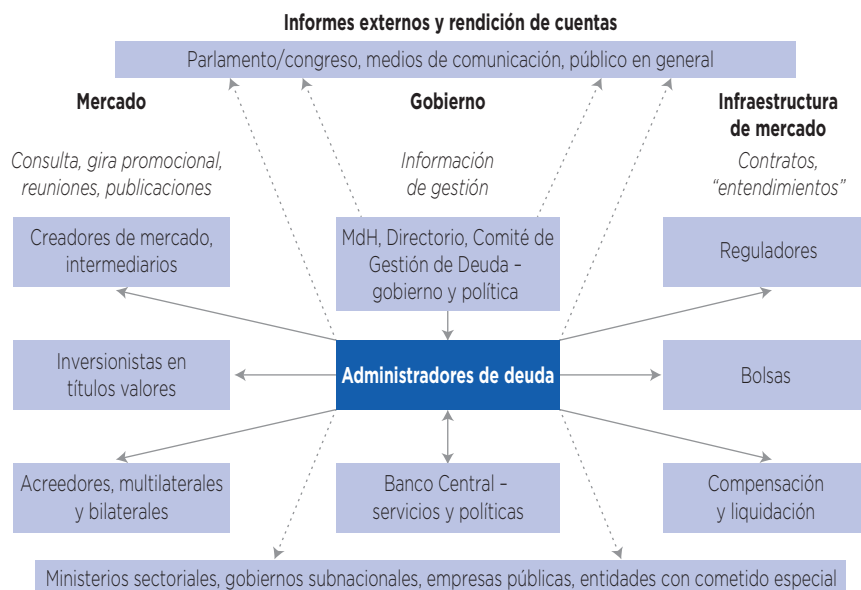 Informes externos y rendición de cuentas
Parlamento/congreso, medios de comunicación, público en general
Mercado
Gobierno
Infraestructura
de mercado
Consulta, gira promocional,
reuniones, publicaciones
Información
de gestión
Contratos,
“entendimientos”
Creadores de mercado,
intermediarios
MdH, Directorio, Comité de
Gestión de Deuda –
gobierno y política
Reguladores
Inversionistas en
títulos valores
Administradores de deuda
Bolsas
Acreedores, multilaterales
y bilaterales
Banco Central –
servicios y políticas
Compensación
y liquidación
Ministerios sectoriales, gobiernos subnacionales, empresas públicas, entidades con cometido especial